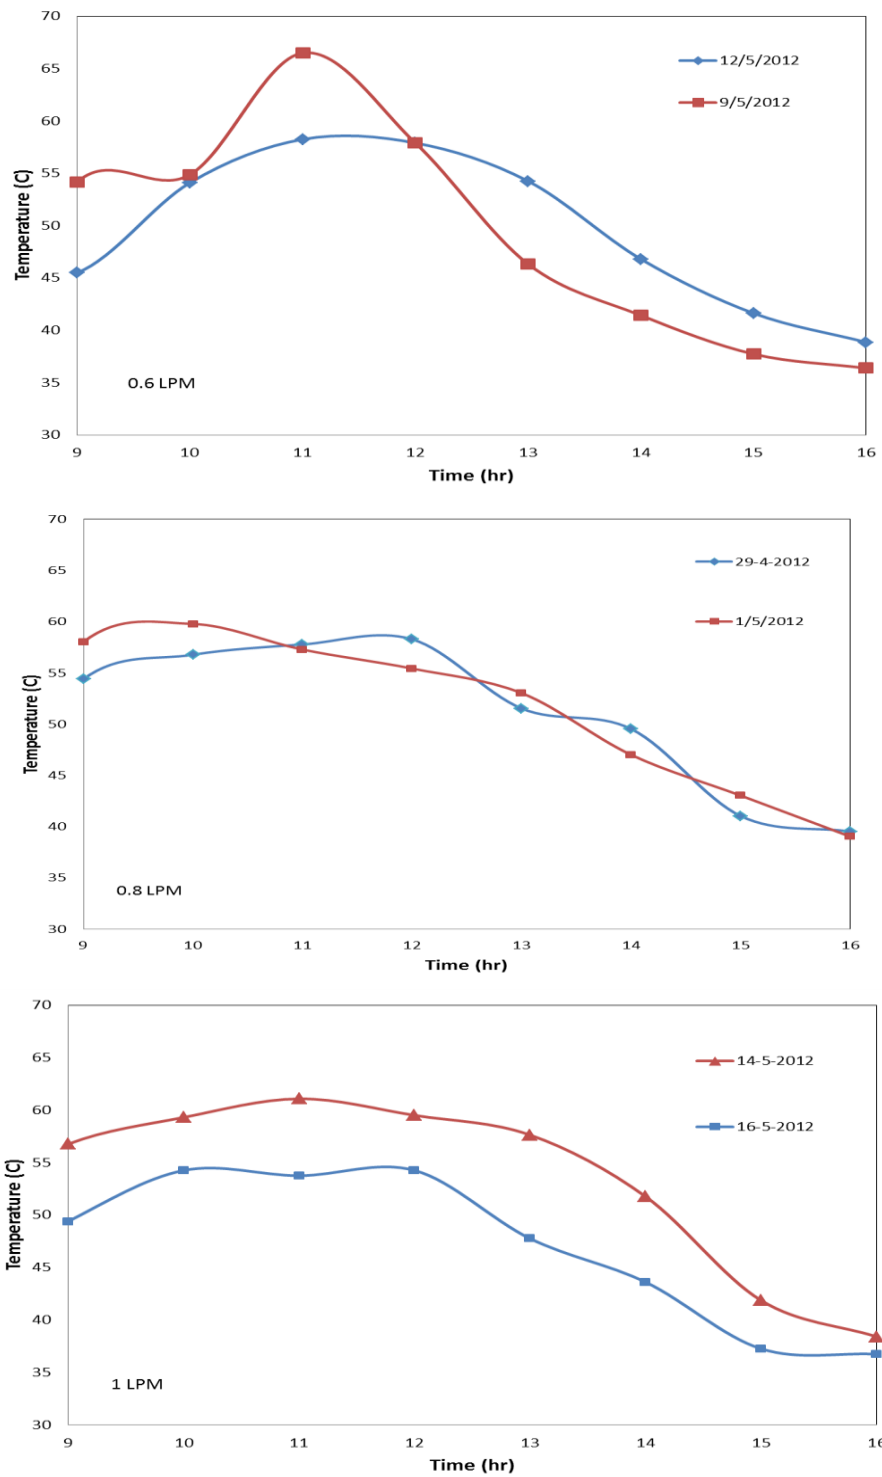 70
65
60
55
50
45
40
35
30
Temperature (C)
12/5/2012
9/5/2012
0.6 LPM
9 10 11 12 13 14 15 16
Time (hr)
70
65
60
55
50
45
40
35
30
Temperature (C)
29-4-2012
1/5/2012
0.8 LPM
9 10 11 12 13 14 15 16
Time (hr)
70
65
60
55
50
45
40
35
30
Temperature (C)
14-5-2012
16-5-2012
1 LPM
9 10 11 12 13 14 15 16
Time (hr)